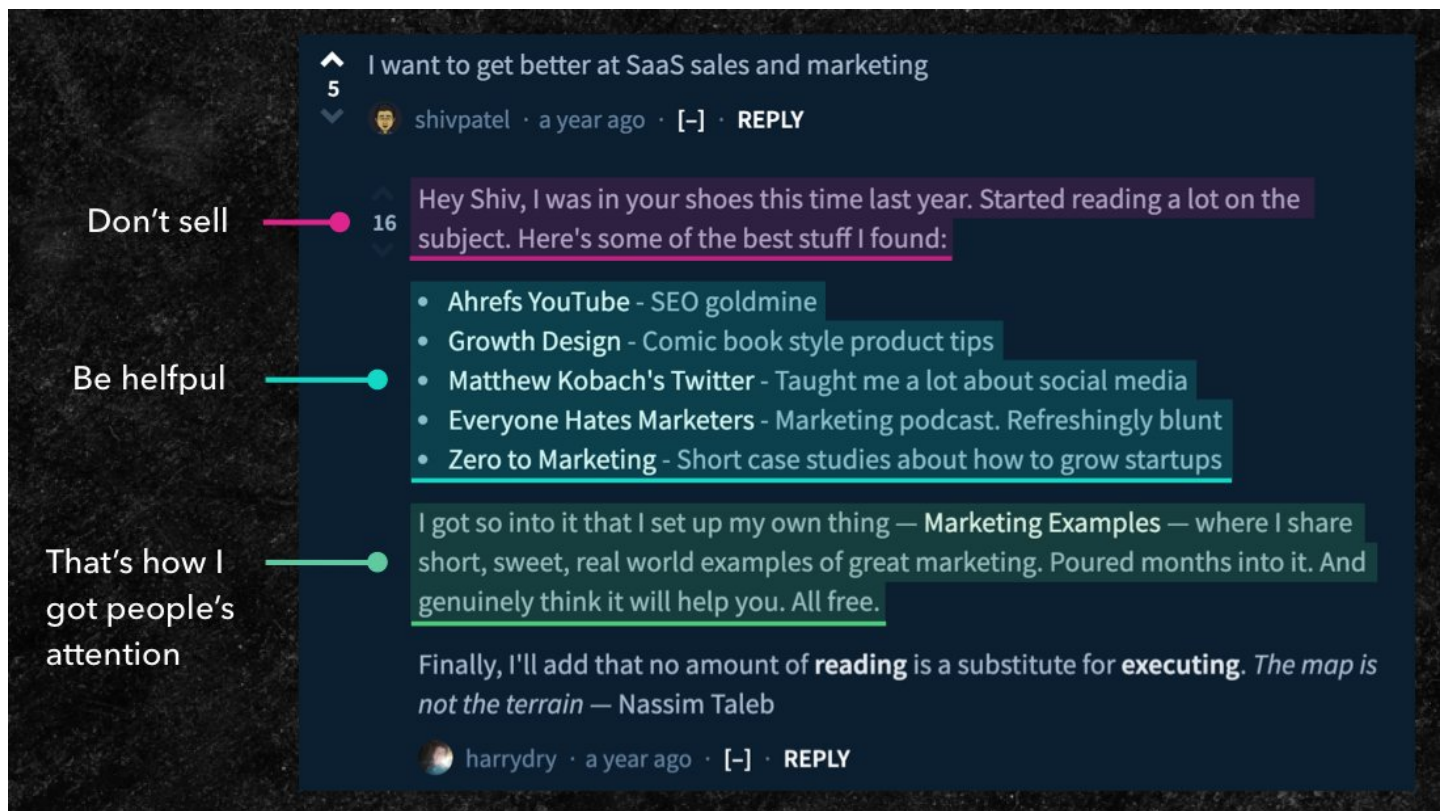 I want to get better at SaaS sales and marketing
5
shivpatel · a year ago · [–] · REPLY
Don't sell
16
Hey Shiv, I was in your shoes this time last year. Started reading a lot on the
subject. Here's some of the best stuff I found:
• Ahrefs YouTube - SEO goldmine
• Growth Design - Comic book style product tips
Be helfpul
• Matthew Kobach's Twitter - Taught me a lot about social media
• Everyone Hates Marketers - Marketing podcast. Refreshingly blunt
• Zero to Marketing - Short case studies about how to grow startups
That's how I
got people's
attention
I got so into it that I set up my own thing — Marketing Examples — where I share
short, sweet, real world examples of great marketing. Poured months into it. And
genuinely think it will help you. All free.
Finally, I'll add that no amount of reading is a substitute for executing. The map is
not the terrain — Nassim Taleb
harrydry · a year ago · [–] · REPLY